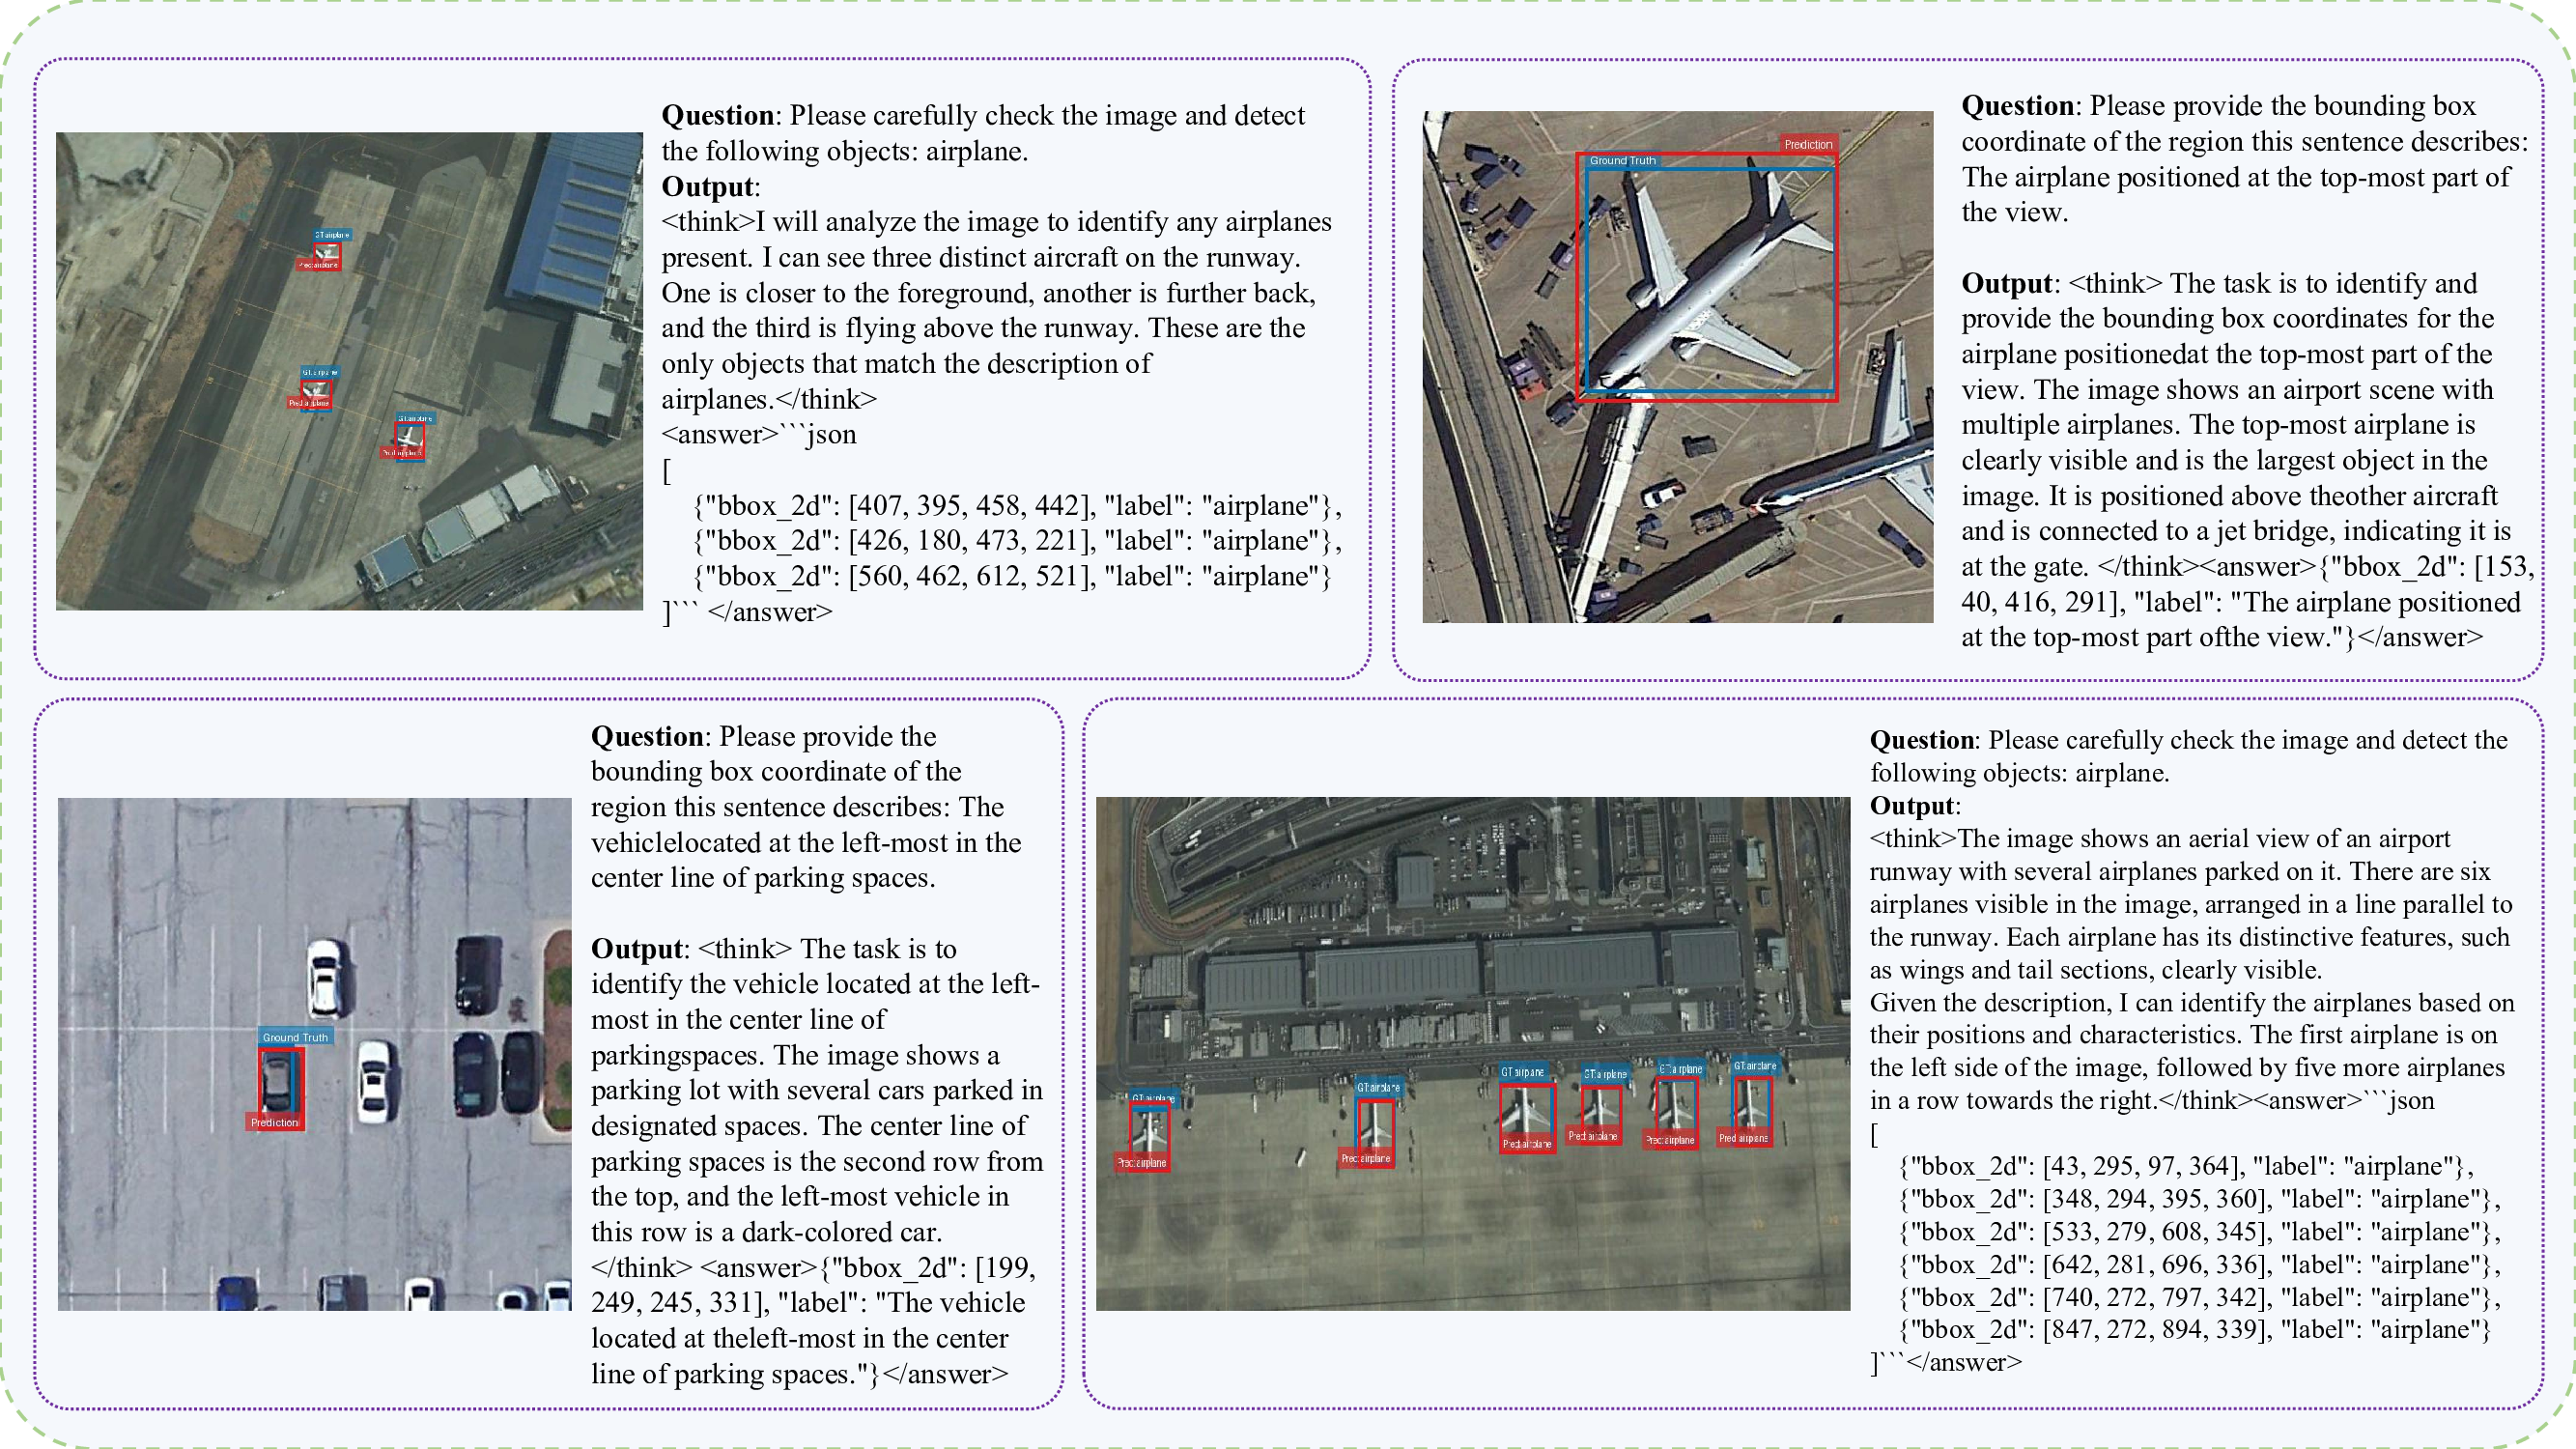 GT:airplane
Pred:airplane
GT:airplane
Pred:airplane
GT:airplane
Pred:airplane
Question: Please carefully check the image and detect
the following objects: airplane.
Output:
<think>I will analyze the image to identify any airplanes
present. I can see three distinct aircraft on the runway.
One is closer to the foreground, another is further back,
and the third is flying above the runway. These are the
only objects that match the description of
airplanes.</think>
<answer>```json
[
{"bbox_2d": [407, 395, 458, 442], "label": "airplane"},
{"bbox_2d": [426, 180, 473, 221], "label": "airplane"},
{"bbox_2d": [560, 462, 612, 521], "label": "airplane"}
]``` </answer>
Prediction
Ground Truth
Question: Please provide the bounding box
coordinate of the region this sentence describes:
The airplane positioned at the top-most part of
the view.
Output: <think> The task is to identify and
provide the bounding box coordinates for the
airplane positionedat the top-most part of the
view. The image shows an airport scene with
multiple airplanes. The top-most airplane is
clearly visible and is the largest object in the
image. It is positioned above theother aircraft
and is connected to a jet bridge, indicating it is
at the gate. </think><answer>{"bbox_2d": [153,
40, 416, 291], "label": "The airplane positioned
at the top-most part ofthe view."}</answer>
Ground Truth
Prediction
Question: Please provide the
bounding box coordinate of the
region this sentence describes: The
vehiclelocated at the left-most in the
center line of parking spaces.
Output: <think> The task is to
identify the vehicle located at the left-
most in the center line of
parkingspaces. The image shows a
parking lot with several cars parked in
designated spaces. The center line of
parking spaces is the second row from
the top, and the left-most vehicle in
this row is a dark-colored car.
</think> <answer>{"bbox_2d": [199,
249, 245, 331], "label": "The vehicle
located at theleft-most in the center
line of parking spaces."}</answer>
GT:airplane
GT:airplane
GT:airplane
GT:airplane
GT:airplane
GT:airplane
Pred:airplane
Pred:airplane
Pred:airplane
Pred:airplane
Pred:airplane
Pred:airplane
Question: Please carefully check the image and detect the
following objects: airplane.
Output:
<think>The image shows an aerial view of an airport
runway with several airplanes parked on it. There are six
airplanes visible in the image, arranged in a line parallel to
the runway. Each airplane has its distinctive features, such
as wings and tail sections, clearly visible.
Given the description, I can identify the airplanes based on
their positions and characteristics. The first airplane is on
the left side of the image, followed by five more airplanes
in a row towards the right.</think><answer>```json
[
{"bbox_2d": [43, 295, 97, 364], "label": "airplane"},
{"bbox_2d": [348, 294, 395, 360], "label": "airplane"},
{"bbox_2d": [533, 279, 608, 345], "label": "airplane"},
{"bbox_2d": [642, 281, 696, 336], "label": "airplane"},
{"bbox_2d": [740, 272, 797, 342], "label": "airplane"},
{"bbox_2d": [847, 272, 894, 339], "label": "airplane"}
]```</answer>